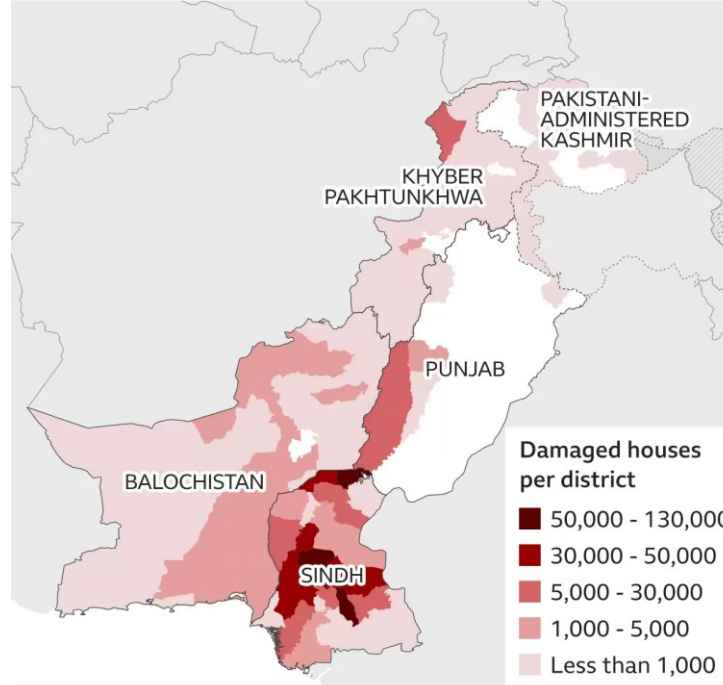 PAKISTANI-
ADMINISTERED
KASHMIR
KHYBER
PAKHTUNKHWA
PUNJAB
BALOCHISTAN
SINDH
Damaged houses
per district
50,000 - 130,000
30,000 - 50,000
5,000 - 30,000
1,000 - 5,000
Less than 1,000